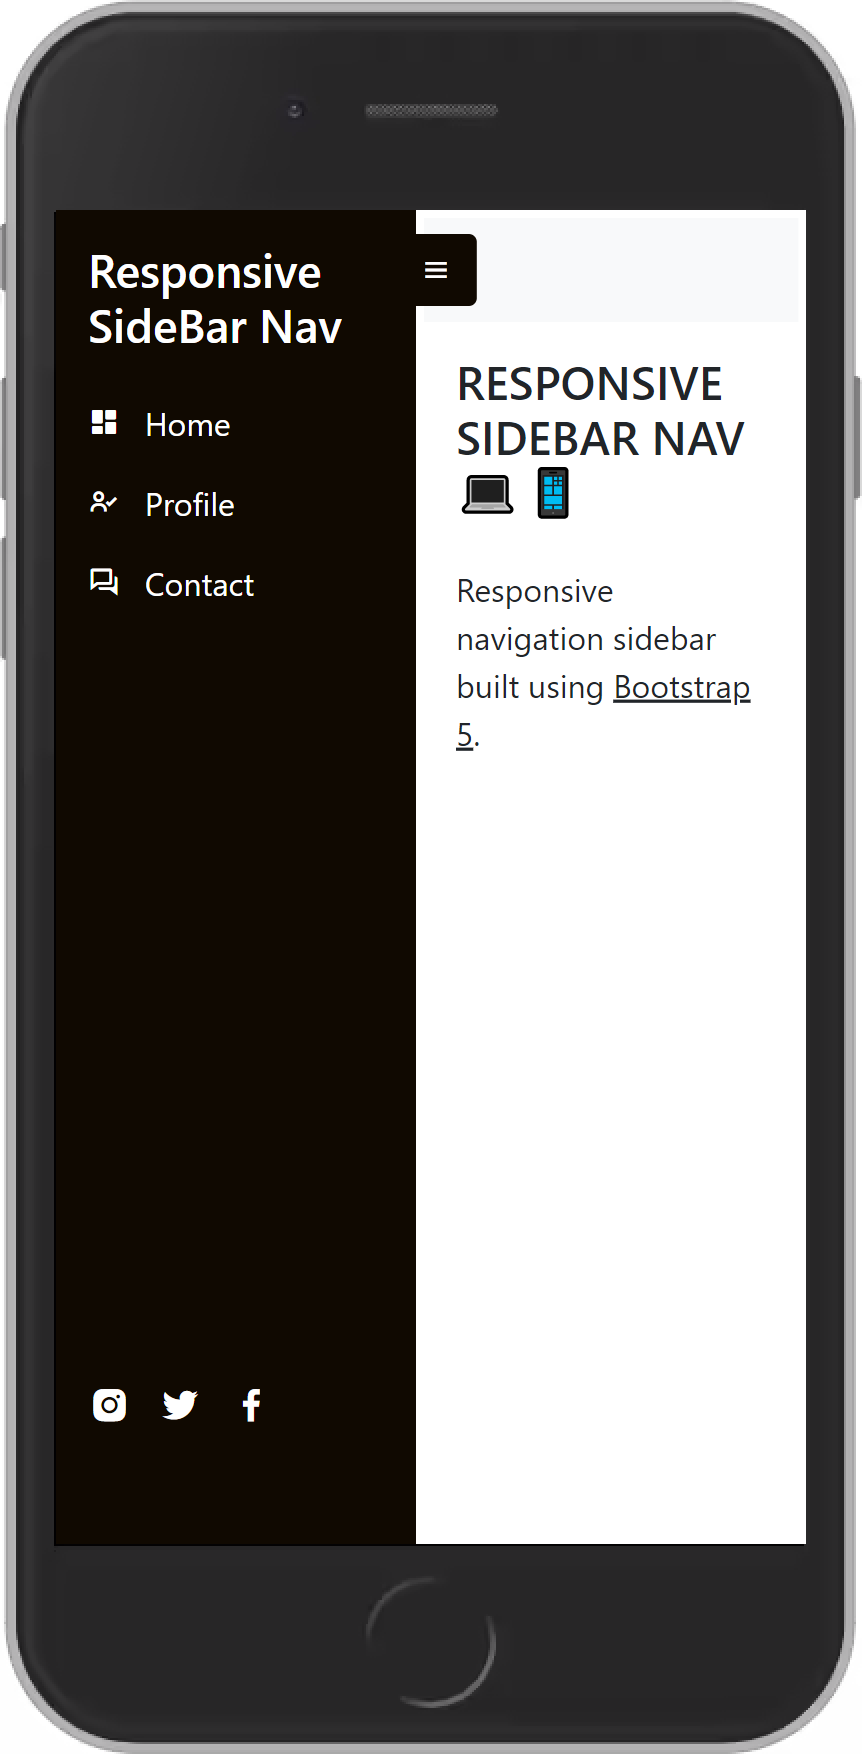 Responsive
SideBar Nav
Home
Profile
Contact
RESPONSIVE
SIDEBAR NAV
Responsive
navigation sidebar
built using Bootstrap
5.